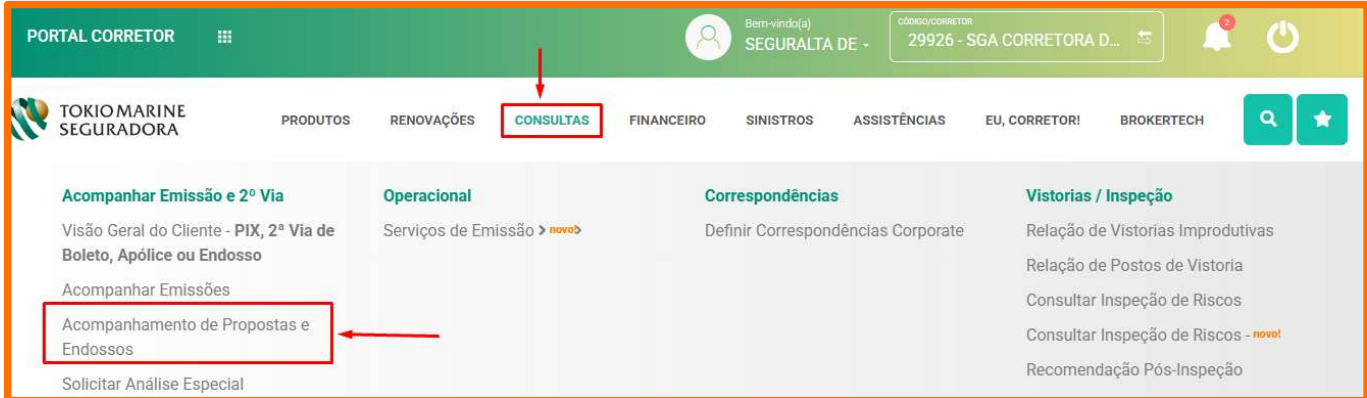 Bem-vindo(a)
CÓDIGO/CORRETOR
2
PORTAL CORRETOR
SEGURALTA DE
29926 - SGA CORRETORA D...
TOKIO MARINE
SEGURADORA
PRODUTOS RENOVAÇÕES CONSULTAS FINANCEIRO SINISTROS ASSISTÊNCIAS EU, CORRETOR! BROKERTECH
Acompanhar Emissão e 2º Via
Visão Geral do Cliente - PIX, 2ª Via de
Boleto, Apólice ou Endosso
Acompanhar Emissões
Acompanhamento de Propostas e
Endossos
Solicitar Análise Especial
Operacional
Serviços de Emissão > novo>
Correspondências
Definir Correspondências Corporate
Vistorias / Inspeção
Relação de Vistorias Improdutivas
Relação de Postos de Vistoria
Consultar Inspeção de Riscos
Consultar Inspeção de Riscos - novo!
Recomendação Pós-Inspeção